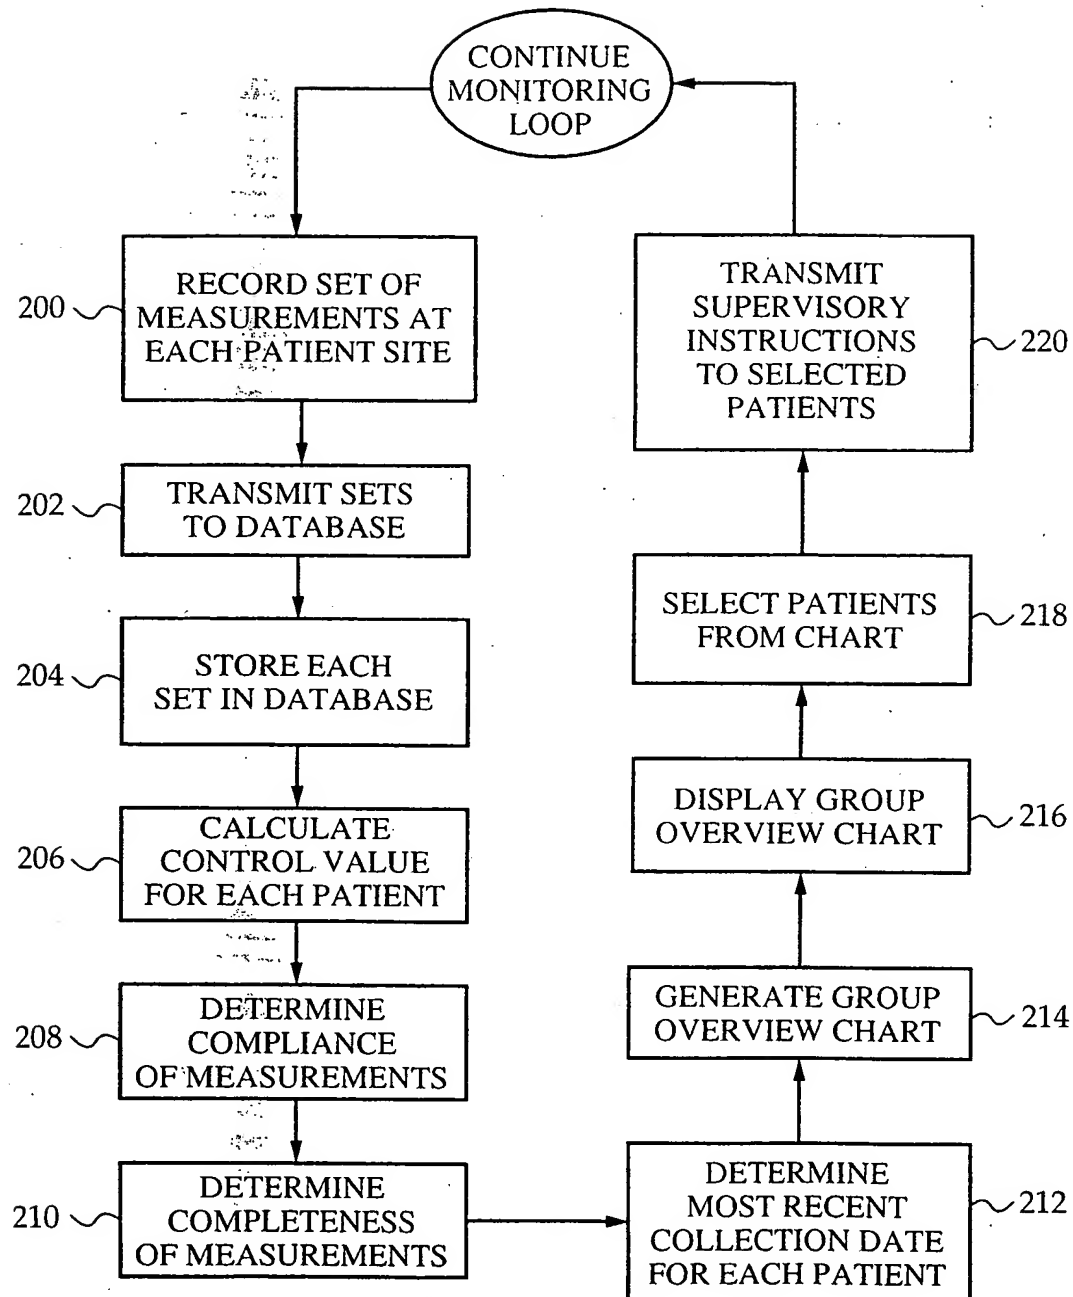 CONTINUE
MONITORING
LOOP
200
RECORD SET OF
MEASUREMENTS AT
EACH PATIENT SITE
202
TRANSMIT SETS
TO DATABASE
204
STORE EACH
SET IN DATABASE
206
CALCULATE
CONTROL VALUE
FOR EACH PATIENT
208
DETERMINE
COMPLIANCE
OF MEASUREMENTS
210
DETERMINE
COMPLETENESS
OF MEASUREMENTS
DETERMINE
MOST RECENT
COLLECTION DATE
FOR EACH PATIENT
212
GENERATE GROUP
OVERVIEW CHART
214
DISPLAY GROUP
OVERVIEW CHART
216
SELECT PATIENTS
FROM CHART
218
TRANSMIT
SUPERVISORY
INSTRUCTIONS
TO SELECTED
PATIENTS
220